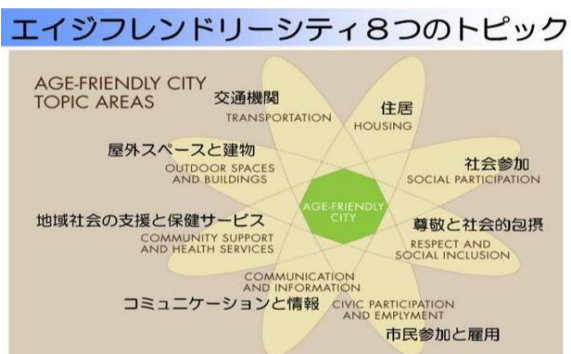 エイジフレンドリーシティ８つのトピック
AGE-FRIENDLY CITY
TOPIC AREAS
交通機関
TRANSPORTATION
住居
HOUSING
屋外スペースと建物
OUTDOOR SPACES
AND BUILDINGS
社会参加
SOCIAL PARTICIPATION
AGE-FRIENDLY
CITY
地域社会の支援と保健サービス
COMMUNITY SUPPORT
AND HEALTH SERVICES
尊敬と社会的包摂
RESPECT AND
SOCIAL INCLUSION
COMMUNICATION
AND INFORMATION
コミュニケーションと情報
CIVIC PARTICIPATION
AND EMPLYMENT
市民参加と雇用